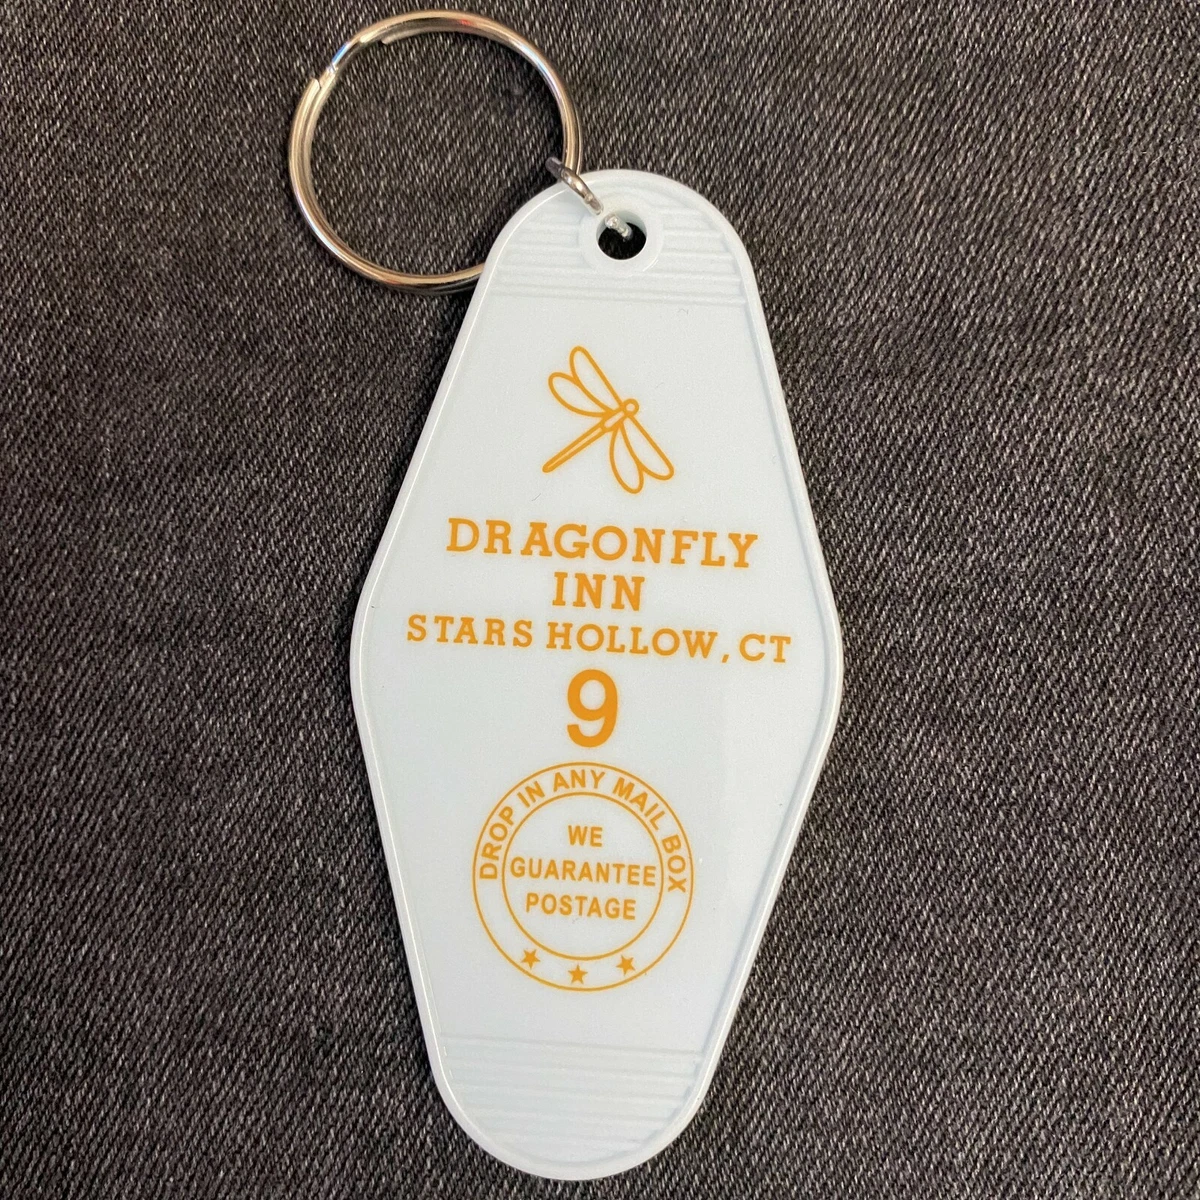 DRAGONFLY
INN
STARS HOLLOW, CT
9
DROP IN ANY MAIL BOX
WE
GUARANTEE
POSTAGE